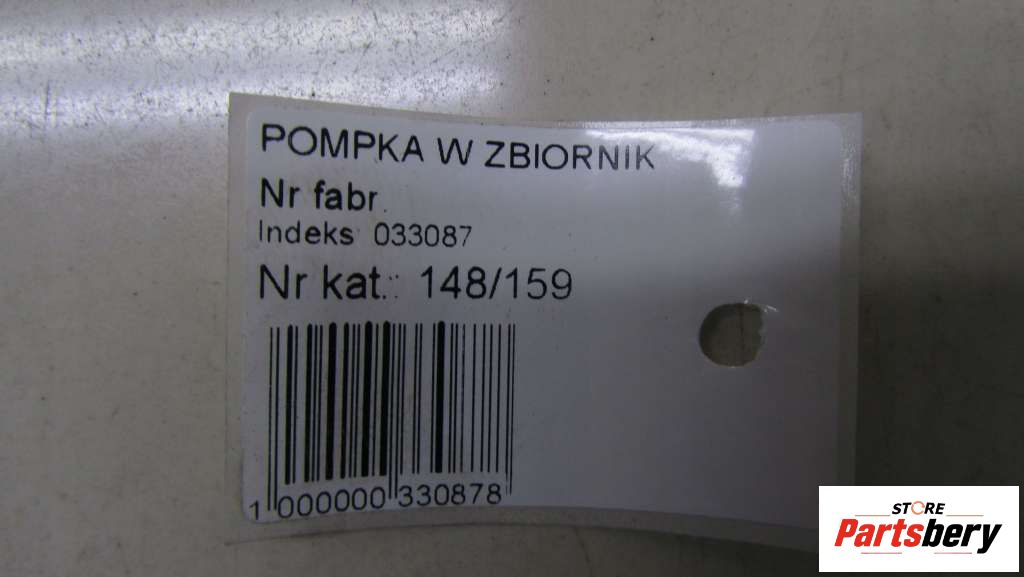 POMPKA W ZBIORNIK
Nr fabr.
Indeks 033087
Nr kat.: 148/159
1 000000 330878
STORE
Partsbery